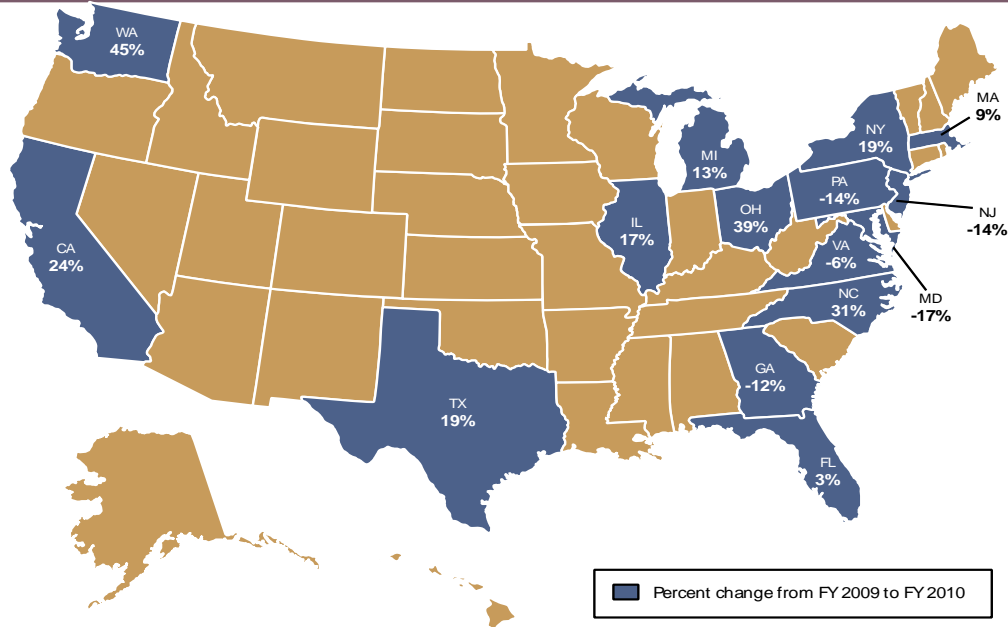 WA
45%
MA
9%
NY
19%
MI
13%
PA
-14%
NJ
-14%
OH
39%
IL
17%
CA
24%
VA
-6%
MD
-17%
NC
31%
GA
-12%
TX
19%
FL
3%
Percent change from FY 2009 to FY 2010